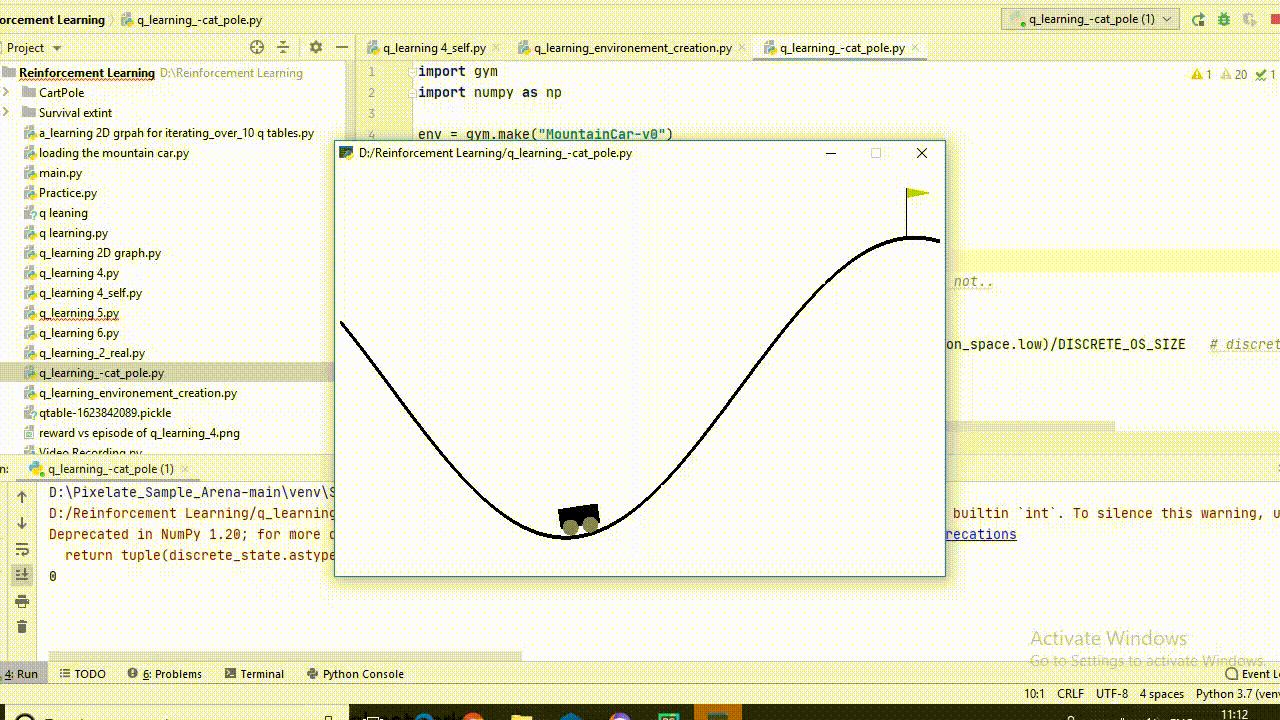 orcement Learning q_learning_-cat_pole.py
q_learning_-cat_pole (1)
Project
q_learning 4_self.py q_learning_environement_creation.py q_learning_-cat_pole.py
Reinforcement Learning D:\Reinforcement Learning
CartPole
Survival extint
a_learning 2D grpah for iterating_over_10 q tables.py
loading the mountain car.py
main.py
Practice.py
q leaning
q learning.py
q_learning 2D graph.py
q_learning 4.py
q_learning 4_self.py
q_learning 5.py
q_learning 6.py
q_learning_2_real.py
q_learning_-cat_pole.py
q_learning_environement_creation.py
qtable-1623842089.pickle
reward vs episode of q_learning_4.png
Video Recording.py
1 import gym
2 import numpy as np
3
4 env = gym.make("MountainCar-v0")
1 20 1
not..
on_space.low)/DISCRETE_OS_SIZE # discret
D:/Reinforcement Learning/q_learning_-cat_pole.py
n: q_learning_-cat_pole (1)
D:\Pixelate_Sample_Arena-main\venv\S
D:/Reinforcement Learning/q_learning builtin `int`. To silence this warning, u
Deprecated in NumPy 1.20; for more d recations
return tuple(discrete_state.astype
0
Activate Windows
Go to Settings to activate Windows.
4: Run TODO 6: Problems Terminal Python Console Event Lo
10:1 CRLF UTF-8 4 spaces Python 3.7 (venv
11:12